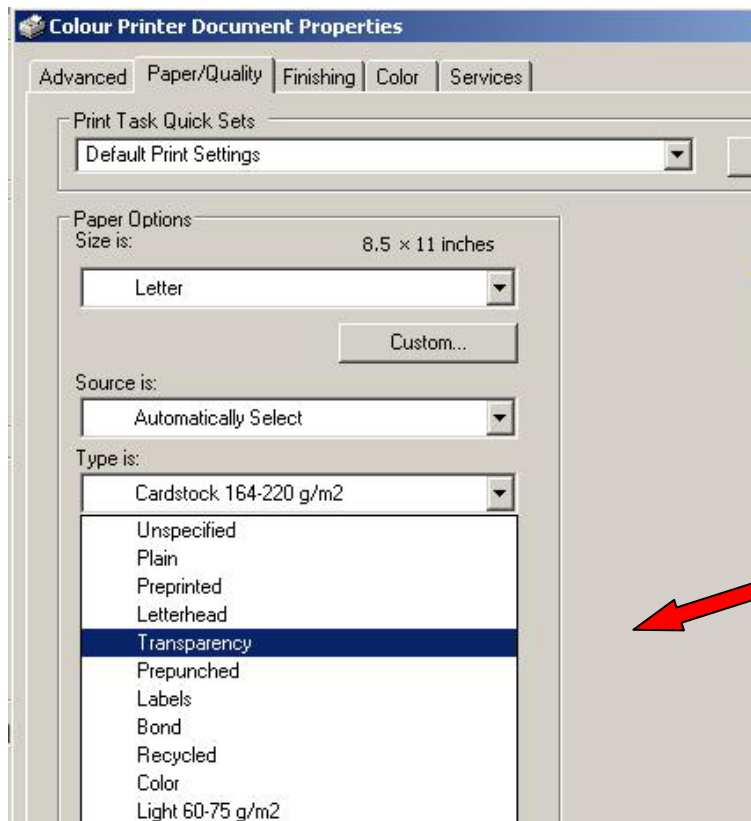 Colour Printer Document Properties
Advanced Paper/Quality Finishing Color Services
Print Task Quick Sets
Default Print Settings
Paper Options
Size is: 8.5 × 11 inches
Letter
Custom...
Source is:
Automatically Select
Type is:
Cardstock 164-220 g/m2
Unspecified
Plain
Preprinted
Letterhead
Transparency
Prepunched
Labels
Bond
Recycled
Color
Light 60-75 g/m2